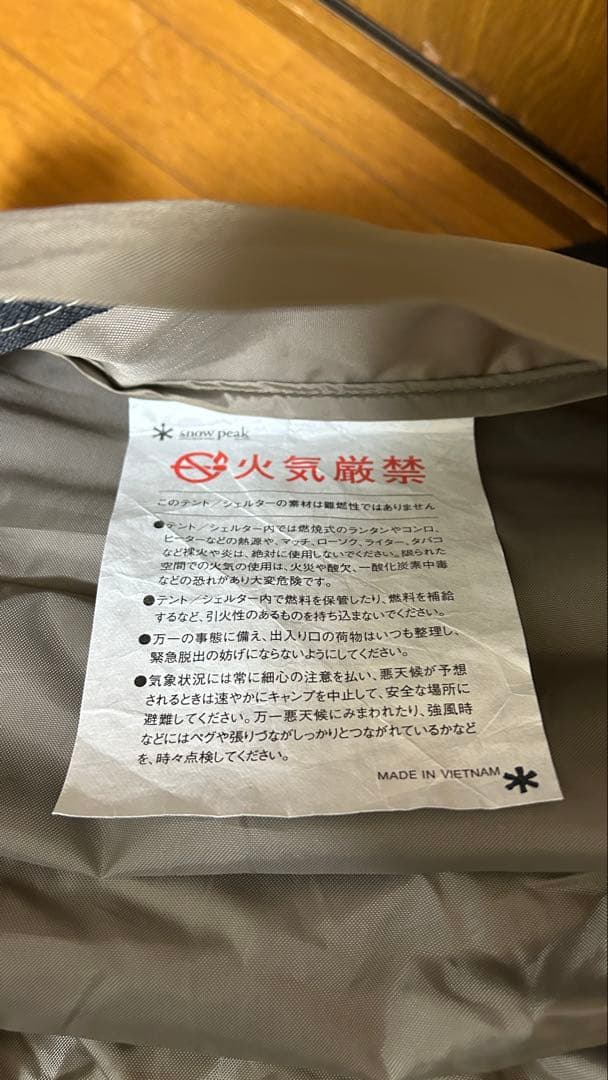 snow peak
火気厳禁
このテント／シェルターの素材は難燃性ではありません
●テント／シェルター内では燃焼式のランタンやコンロ、
ヒーターなどの熱源や、マッチ、ローソク、ライター、タバコ
など裸火や炎は、絶対に使用しないでください。限られた
空間での火気の使用は、火災や酸欠、一酸化炭素中毒
などの恐れがあり大変危険です。
●テント／シェルター内で燃料を保管したり、燃料を補給
するなど、引火性のあるものを持ち込まないでください。
●万一の事態に備え、出入り口の荷物はいつも整理し、
緊急脱出の妨げにならないようにしてください。
●気象状況には常に細心の注意を払い、悪天候が予想
されるときは速やかにキャンプを中止して、安全な場所に
避難してください。万一悪天候にみまわれたり、強風時
などにはペグや張りづながしっかりとつながれているかなど
を、時々点検してください。
MADE IN VIETNAM